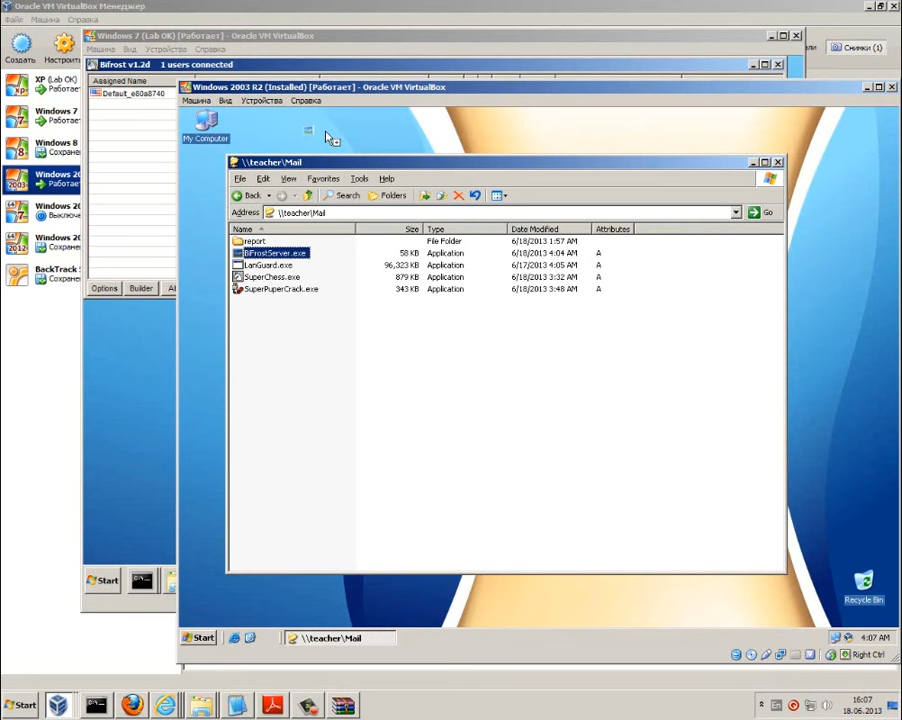 Oracle VM VirtualBox Менеджер
Файл Машина Справка
Создать
Настроить
Снимки (1)
XP (Lab OK)
Работает
Windows 7
Работает
Windows 8
Сохранен
Windows 20
Работает
Windows 20
Выключе
Windows 20
Сохранен
BackTrack 5
Сохранен
Windows 7 (Lab OK) [Работает] - Oracle VM VirtualBox
Машина Вид Устройства Справка
Bifrost v1.2d 1 users connected
Assigned Name
Default_e80a8740
Options Builder
Start
Windows 2003 R2 (Installed) [Работает] - Oracle VM VirtualBox
Машина Вид Устройства Справка
My Computer
\\teacher\Mail
File Edit View Favorites Tools Help
Back Search Folders
Address \\teacher\Mail Go
Name Size Type Date Modified Attributes
report File Folder 6/18/2013 1:57 AM
BiFrostServer.exe 58 KB Application 6/18/2013 4:04 AM A
LanGuard.exe 96,323 KB Application 6/17/2013 4:05 AM A
SuperChess.exe 879 KB Application 6/18/2013 3:32 AM A
SuperPuperCrack.exe 343 KB Application 6/18/2013 3:48 AM A
Recycle Bin
Start \\teacher\Mail 4:07 AM
Right Ctrl
Start
16:07
18.06.2013